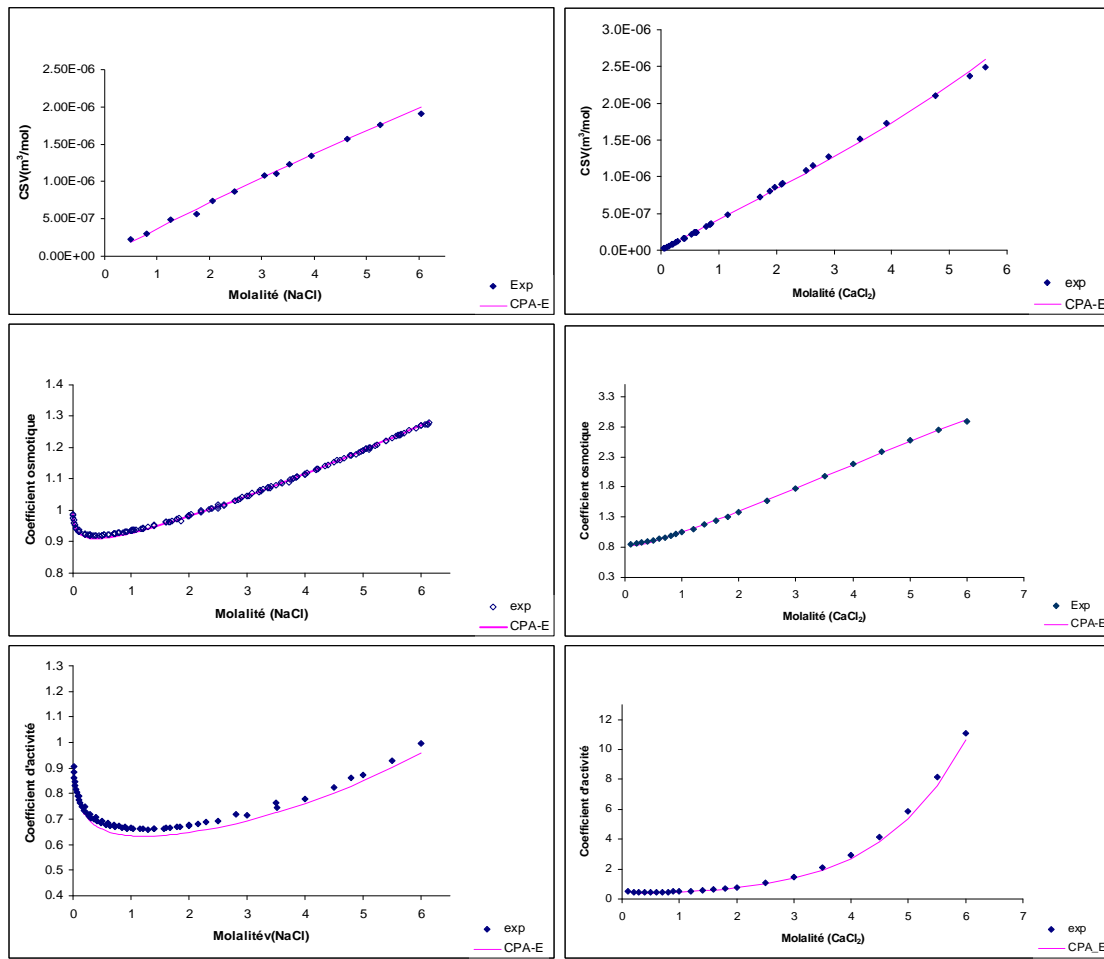 2.50E-06
2.00E-06
1.50E-06
1.00E-06
5.00E-07
0.00E+00
CSV(m³/mol)
0 1 2 3 4 5 6
Molalité (NaCl)
Exp
CPA-E
3.0E-06
2.5E-06
2.0E-06
1.5E-06
1.0E-06
5.0E-07
0.0E+00
CSV(m³/mol)
0 1 2 3 4 5 6
Molalité (CaCl₂)
exp
CPA-E
1.4
1.3
1.2
1.1
1
0.9
0.8
Coefficient osmotique
0 1 2 3 4 5 6
Molalité (NaCl)
exp
CPA-E
3.3
2.8
2.3
1.8
1.3
0.8
0.3
Coefficient osmotique
0 1 2 3 4 5 6 7
Molalité (CaCl₂)
Exp
CPA-E
1.3
1.2
1.1
1
0.9
0.8
0.7
0.6
0.5
0.4
Coefficient d'activité
0 1 2 3 4 5 6
Molalitév(NaCl)
exp
CPA-E
12
10
8
6
4
2
0
Coefficient d'activité
0 1 2 3 4 5 6 7
Molalité (CaCl₂)
exp
CPA_E